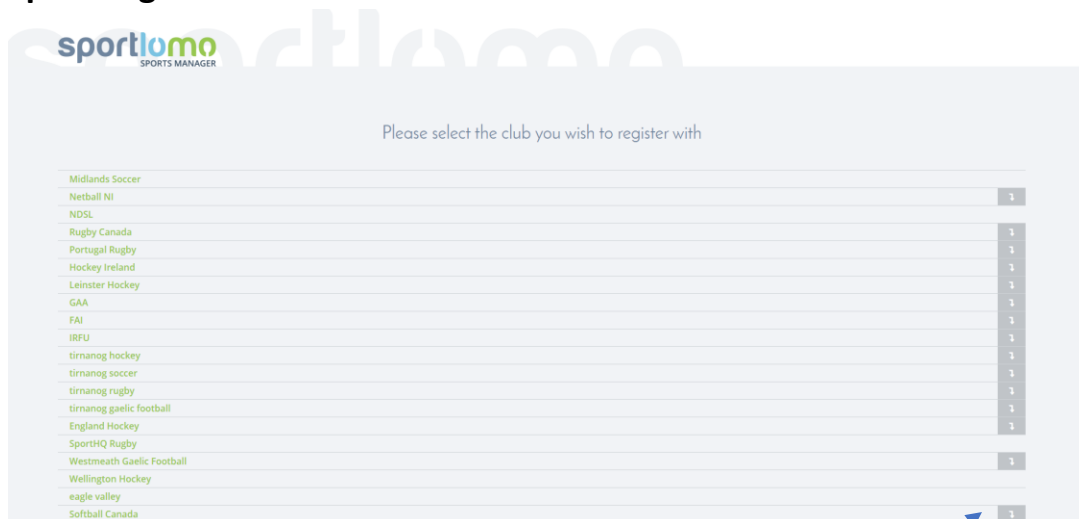 sportlomo
SPORTS MANAGER
Please select the club you wish to register with
Midlands Soccer
Netball NI
NDSL
Rugby Canada
Portugal Rugby
Hockey Ireland
Leinster Hockey
GAA
FAI
IRFU
tirnanog hockey
tirnanog soccer
tirnanog rugby
tirnanog gaelic football
England Hockey
SportHQ Rugby
Westmeath Gaelic Football
Wellington Hockey
eagle valley
Softball Canada